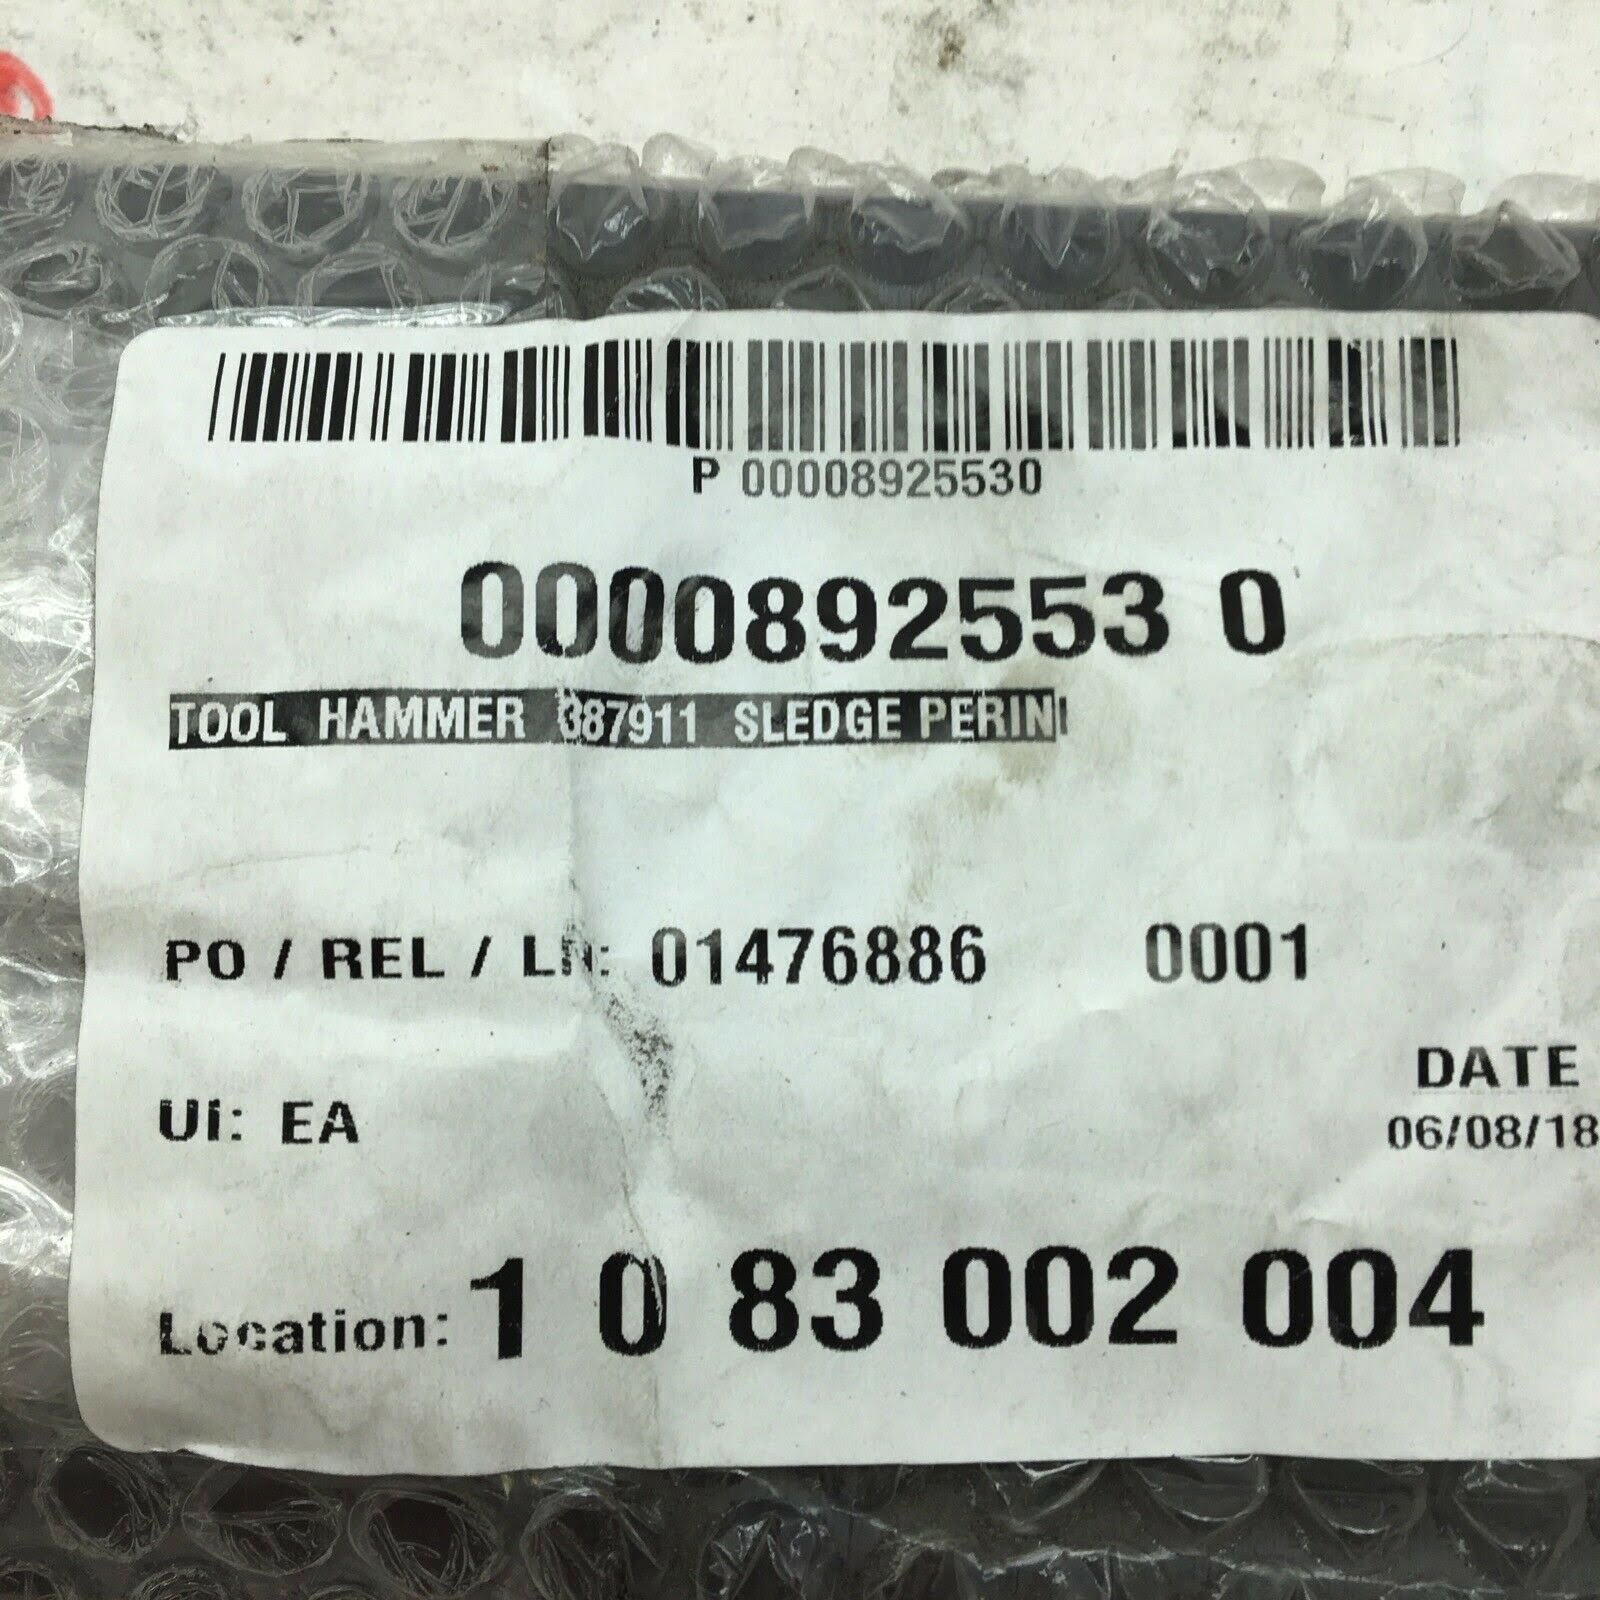 P 00008925530
0000892553 0
TOOL HAMMER 387911 SLEDGE PERINI
PO / REL / LN: 01476886 0001
DATE
UI: EA
06/08/18
Location: 1 0 83 002 004